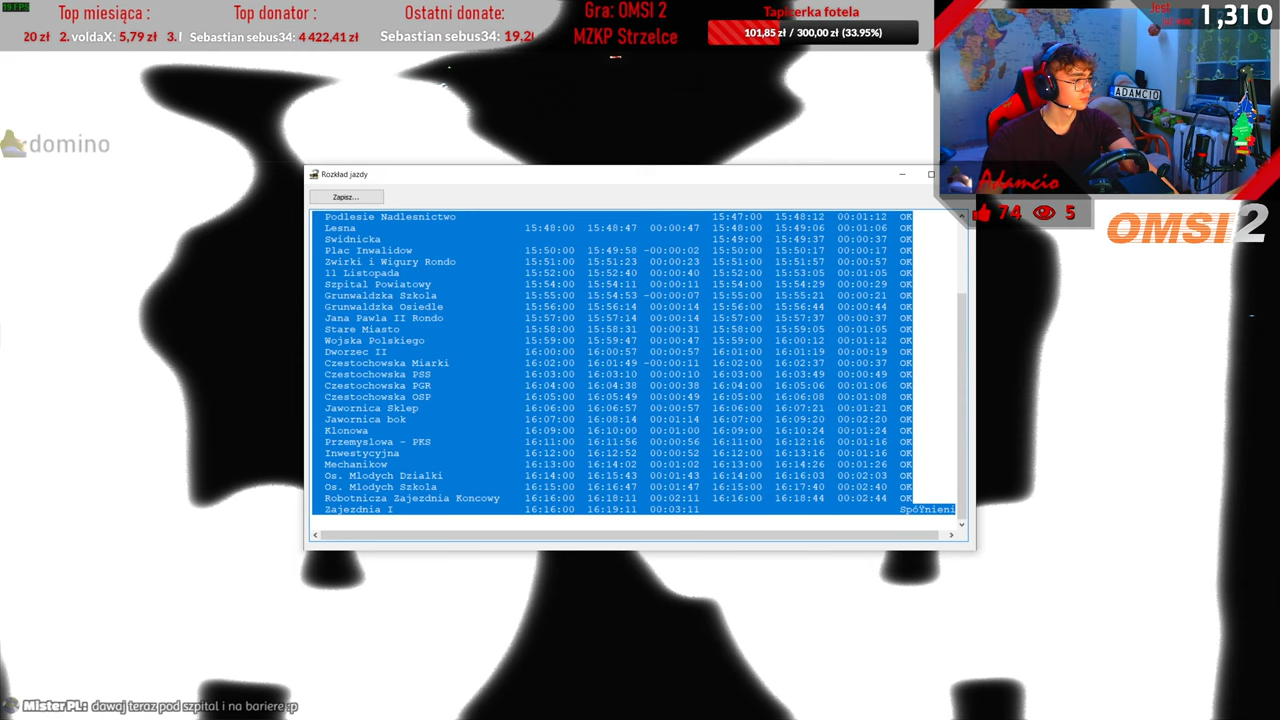 19 FPS
Top miesiąca :
20 zł 2. voldaX: 5,79 zł 3.
Top donator :
Sebastian sebus34: 4 422,41 zł
Ostatni donate:
Sebastian sebus34: 19,20
Gra: OMSI 2
MZKP Strzelce
Tapicerka fotela
101,85 zł / 300,00 zł (33.95%)
Jest
już nas:
1,310
ADAMCIO
Adamcio
74 5
OMSI 2
domino
Rozkład jazdy
Zapisz...
Podlesie Nadlesnictwo 15:47:00 15:48:12 00:01:12 OK
Lesna 15:48:00 15:48:47 00:00:47 15:48:00 15:49:06 00:01:06 OK
Swidnicka 15:49:00 15:49:37 00:00:37 OK
Plac Inwalidow 15:50:00 15:49:58 -00:00:02 15:50:00 15:50:17 00:00:17 OK
Zwirki i Wigury Rondo 15:51:00 15:51:23 00:00:23 15:51:00 15:51:57 00:00:57 OK
11 Listopada 15:52:00 15:52:40 00:00:40 15:52:00 15:53:05 00:01:05 OK
Szpital Powiatowy 15:54:00 15:54:11 00:00:11 15:54:00 15:54:29 00:00:29 OK
Grunwaldzka Szkola 15:55:00 15:54:53 -00:00:07 15:55:00 15:55:21 00:00:21 OK
Grunwaldzka Osiedle 15:56:00 15:56:14 00:00:14 15:56:00 15:56:44 00:00:44 OK
Jana Pawla II Rondo 15:57:00 15:57:14 00:00:14 15:57:00 15:57:37 00:00:37 OK
Stare Miasto 15:58:00 15:58:31 00:00:31 15:58:00 15:59:05 00:01:05 OK
Wojska Polskiego 15:59:00 15:59:47 00:00:47 15:59:00 16:00:12 00:01:12 OK
Dworzec II 16:00:00 16:00:57 00:00:57 16:01:00 16:01:19 00:00:19 OK
Czestochowska Miarki 16:02:00 16:01:49 -00:00:11 16:02:00 16:02:37 00:00:37 OK
Czestochowska PSS 16:03:00 16:03:10 00:00:10 16:03:00 16:03:49 00:00:49 OK
Czestochowska PGR 16:04:00 16:04:38 00:00:38 16:04:00 16:05:06 00:01:06 OK
Czestochowska OSP 16:05:00 16:05:49 00:00:49 16:05:00 16:06:08 00:01:08 OK
Jawornica Sklep 16:06:00 16:06:57 00:00:57 16:06:00 16:07:21 00:01:21 OK
Jawornica bok 16:07:00 16:08:14 00:01:14 16:07:00 16:09:20 00:02:20 OK
Klonowa 16:09:00 16:10:00 00:01:00 16:09:00 16:10:24 00:01:24 OK
Przemyslowa - PKS 16:11:00 16:11:56 00:00:56 16:11:00 16:12:16 00:01:16 OK
Inwestycyjna 16:12:00 16:12:52 00:00:52 16:12:00 16:13:16 00:01:16 OK
Mechanikow 16:13:00 16:14:02 00:01:02 16:13:00 16:14:26 00:01:26 OK
Os. Mlodych Dzialki 16:14:00 16:15:43 00:01:43 16:14:00 16:16:03 00:02:03 OK
Os. Mlodych Szkola 16:15:00 16:16:47 00:01:47 16:15:00 16:17:40 00:02:40 OK
Robotnicza Zajezdnia Koncowy 16:16:00 16:18:11 00:02:11 16:16:00 16:18:44 00:02:44 OK
Zajezdnia I 16:16:00 16:19:11 00:03:11 SpóŸnieni
MisterPL: dawaj teraz pod szpital i na bariere :p